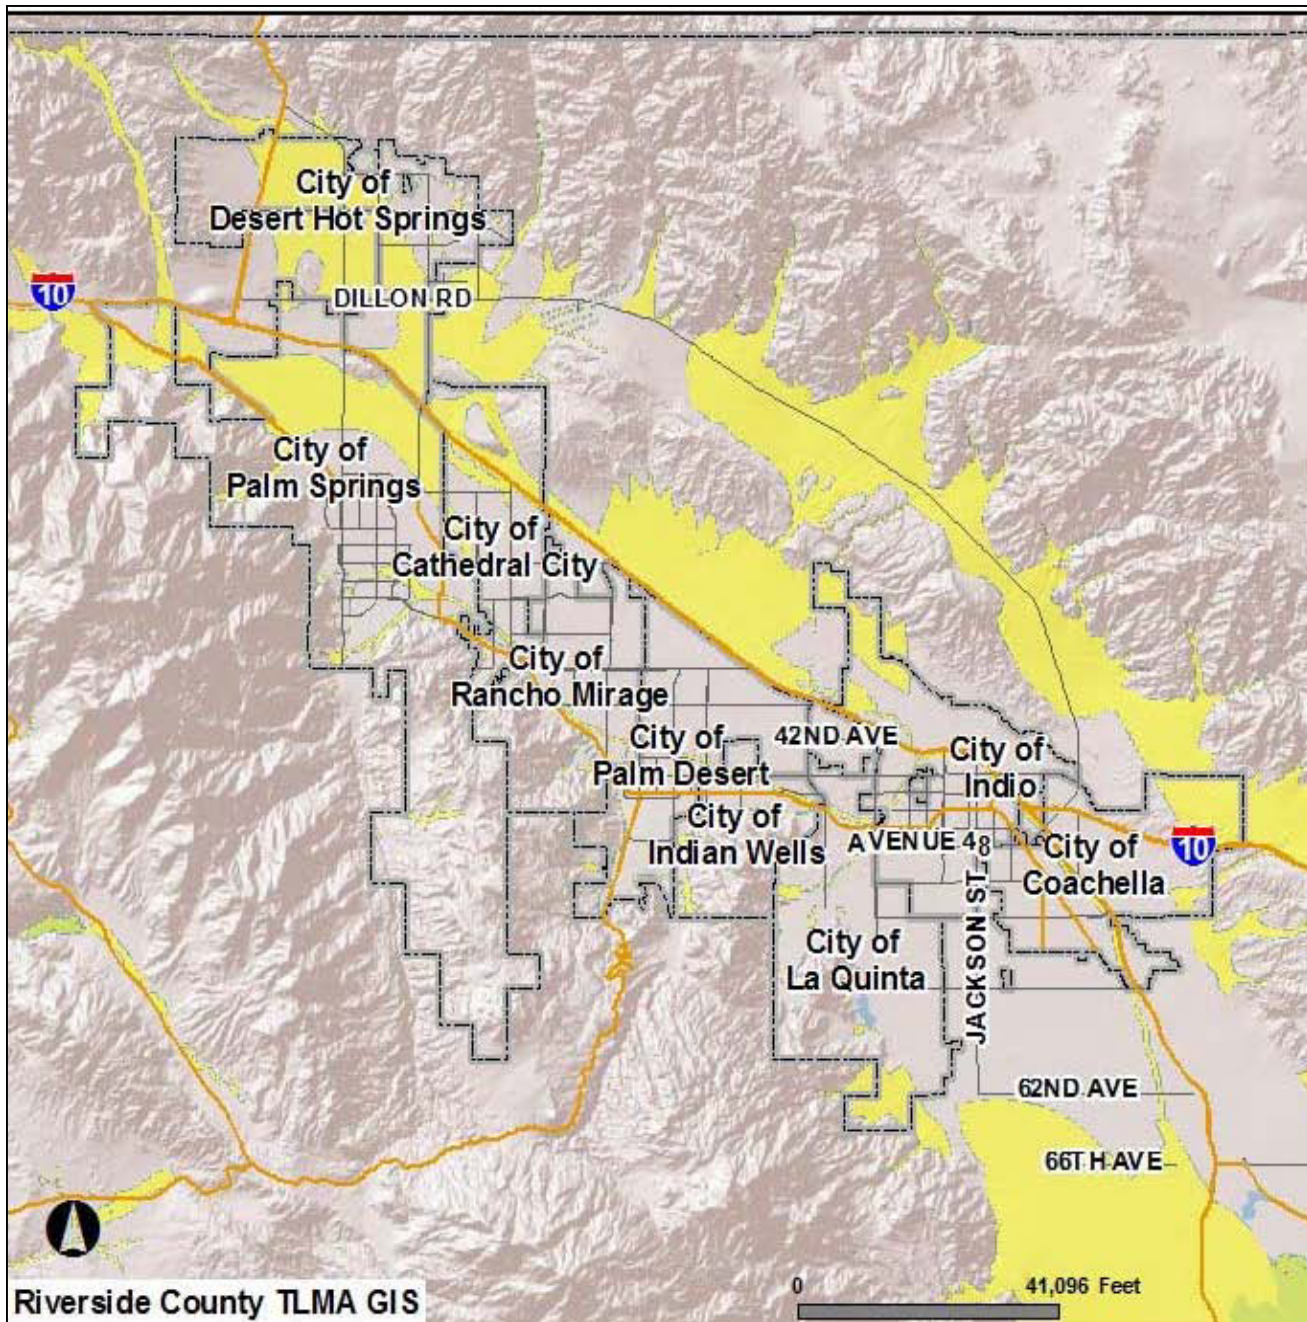 City of
Desert Hot Springs
10
DILLON RD
City of
Palm Springs
City of
Cathedral City
City of
Rancho Mirage
City of
Palm Desert
42ND AVE
City of
Indio
City of
Indian Wells
AVENUE 48
10
City of
Coachella
JACKSON ST
City of
La Quinta
62ND AVE
66TH AVE
0 41,096 Feet
Riverside County TLMA GIS